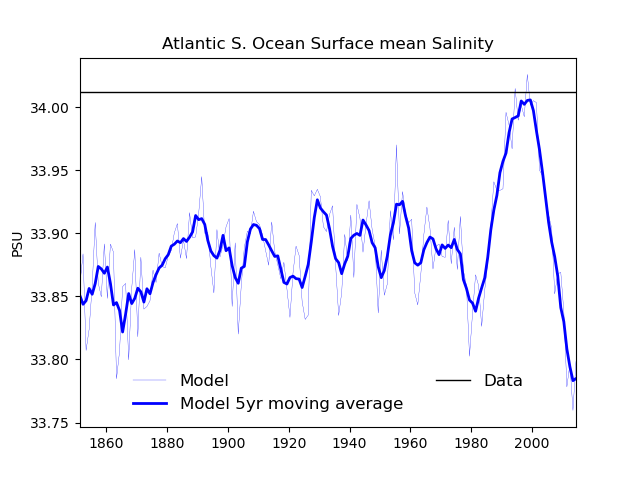 Atlantic S. Ocean Surface mean Salinity
34.00
33.95
33.90
33.85
33.80
33.75
PSU
Model
Model 5yr moving average
Data
1860 1880 1900 1920 1940 1960 1980 2000